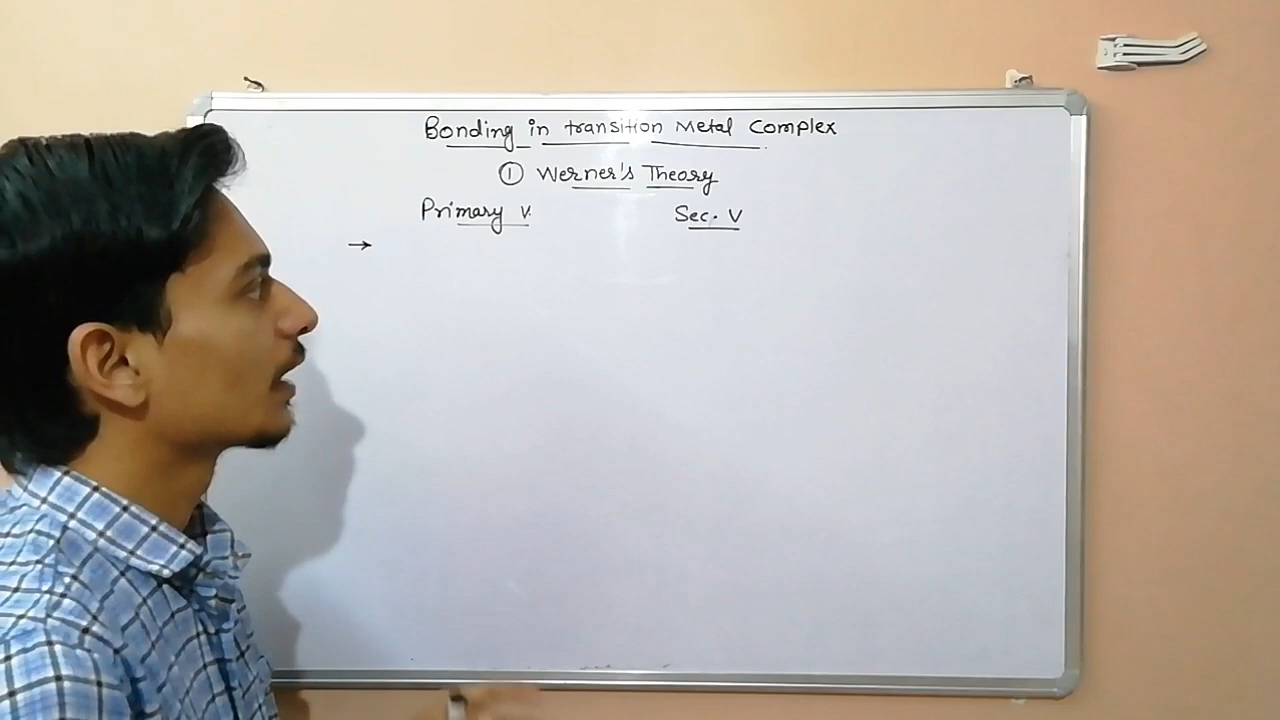 Bonding in transition Metal Complex
① Werner's Theory
Primary V. Sec. V
→